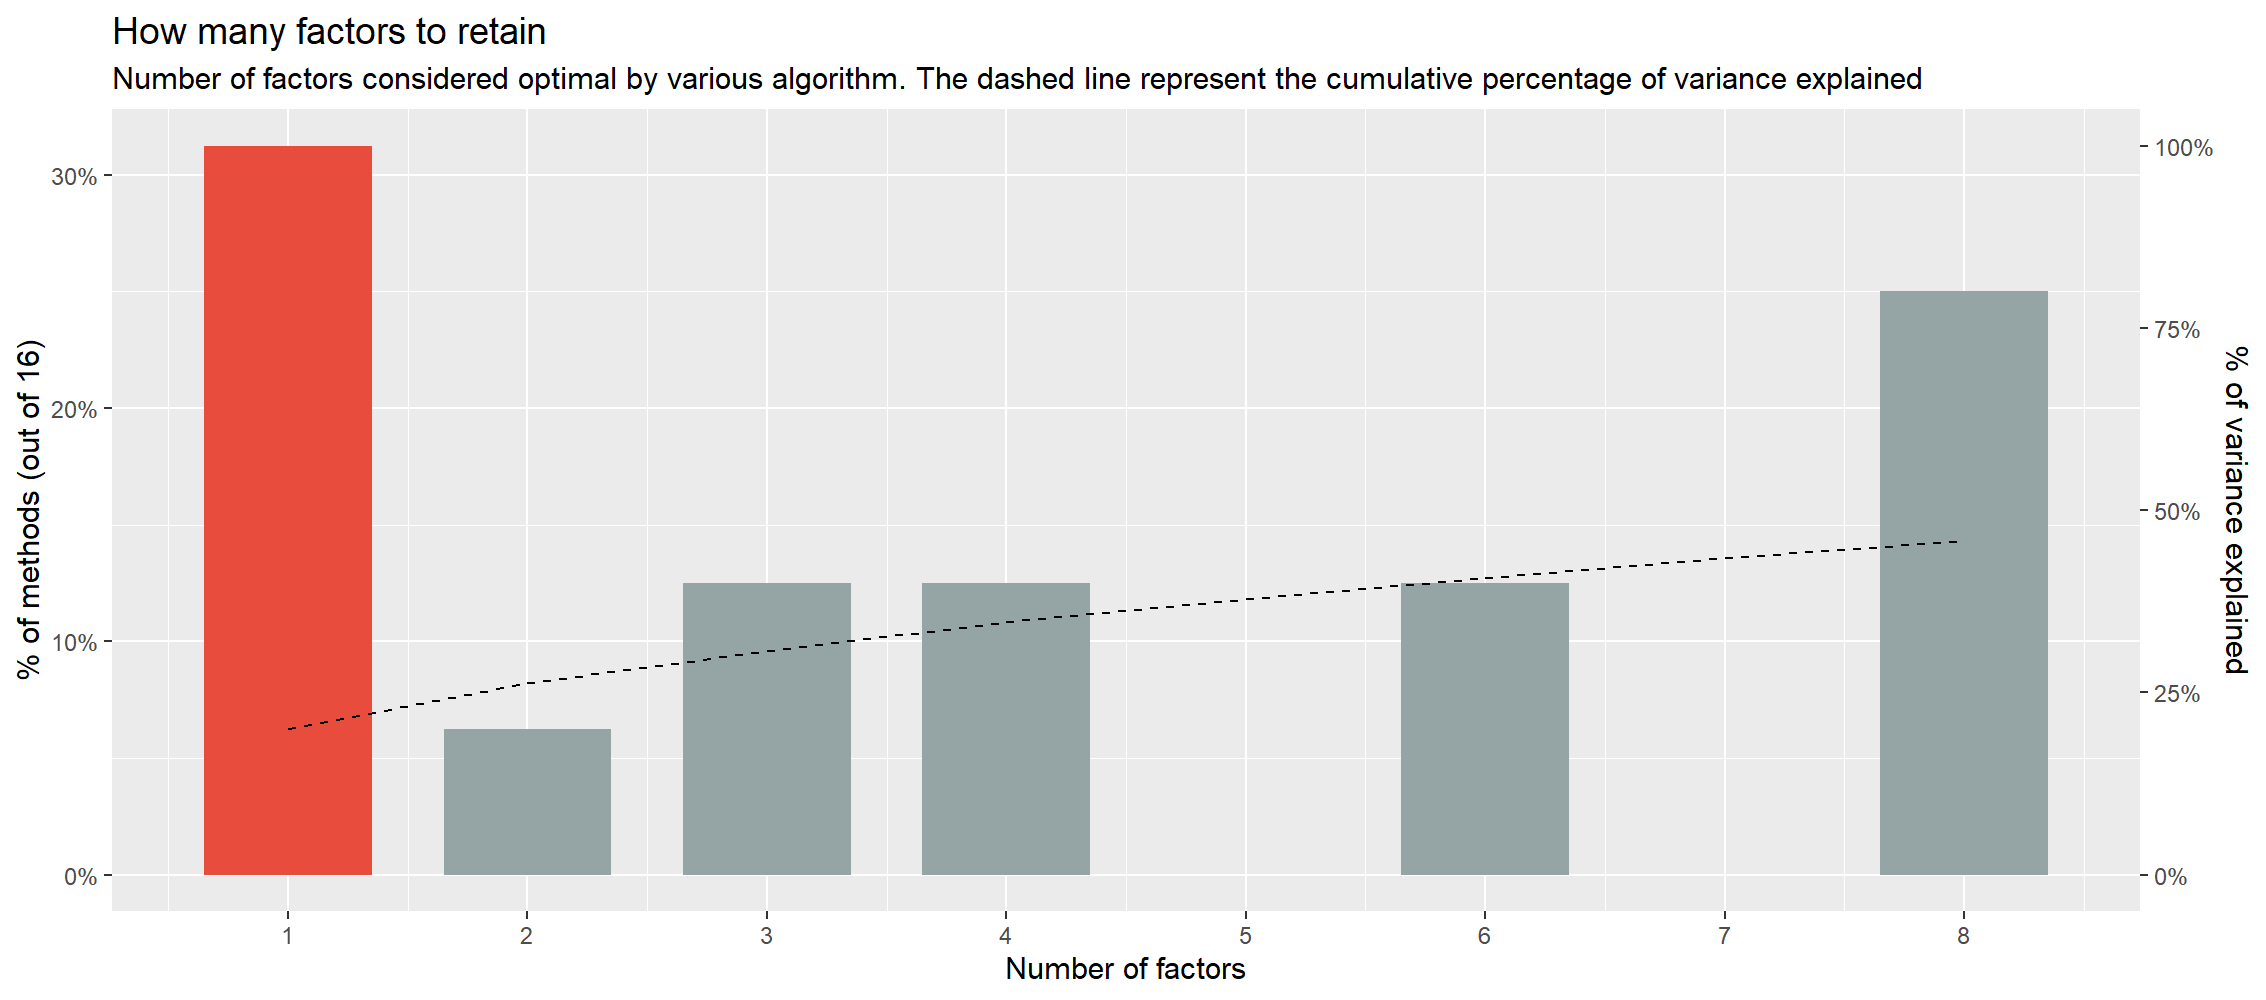 How many factors to retain
Number of factors considered optimal by various algorithm. The dashed line represent the cumulative percentage of variance explained
% of methods (out of 16)
30%
20%
10%
0%
100%
75%
50%
25%
0%
% of variance explained
1 2 3 4 5 6 7 8
Number of factors